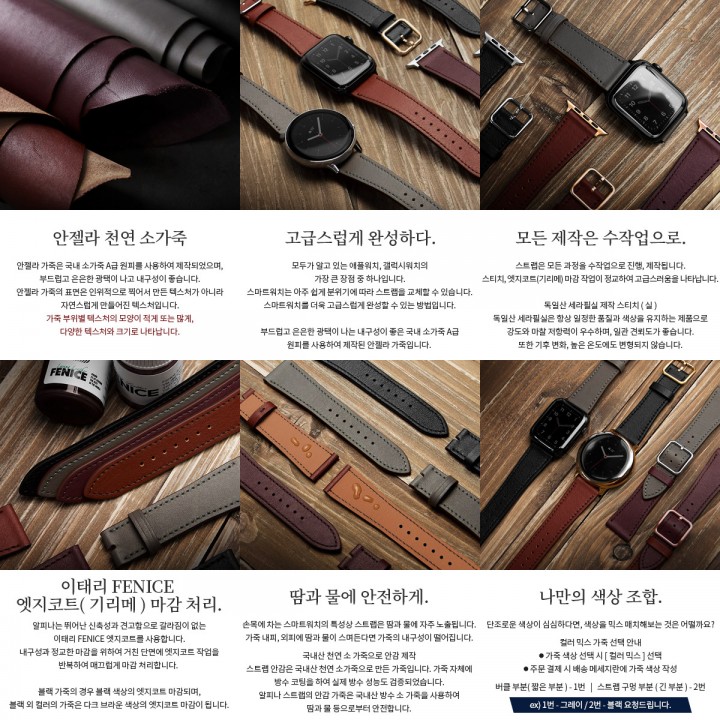 안젤라 천연 소가죽
안젤라 가죽은 국내 소가죽 A급 원피를 사용하여 제작되었으며,
부드럽고 은은한 광택이 나고 내구성이 좋습니다.
안젤라 가죽의 표면은 인위적으로 찍어서 만든 텍스처가 아니라
자연스럽게 만들어진 텍스처입니다.
가죽 부위별 텍스처의 모양이 적게 또는 많게,
다양한 텍스처와 크기로 나타납니다.
고급스럽게 완성하다.
모두가 알고 있는 애플워치, 갤럭시워치의
가장 큰 장점 중 하나입니다.
스마트워치는 아주 쉽게 분위기에 따라 스트랩을 교체할 수 있습니다.
스마트워치를 더욱 고급스럽게 완성할 수 있는 방법입니다.
부드럽고 은은한 광택이 나는 내구성이 좋은 국내 소가죽 A급
원피를 사용하여 제작된 안젤라 가죽입니다.
모든 제작은 수작업으로.
스트랩은 모든 과정을 수작업으로 진행, 제작됩니다.
스티치, 엣지코트(기리메) 마감 작업이 정교하여 고급스러움을 나타냅니다.
독일산 세라필실 제작 스티치 ( 실 )
독일산 세라필실은 항상 일정한 품질과 색상을 유지하는 제품으로
강도와 마찰 저항력이 우수하며, 일관 견뢰도가 좋습니다.
또한 기후 변화, 높은 온도에도 변형되지 않습니다.
FENICE
이태리 FENICE
엣지코트 ( 기리메 ) 마감 처리.
알피나는 뛰어난 신축성과 견고함으로 갈라짐이 없는
이태리 FENICE 엣지코트를 사용합니다.
내구성과 정교한 마감을 위하여 거친 단면에 엣지코트 작업을
반복하여 매끄럽게 마감 처리합니다.
블랙 가죽의 경우 블랙 색상의 엣지코트 마감되며,
블랙 외 컬러의 가죽은 다크 브라운 색상의 엣지코트 마감이 됩니다.
땀과 물에 안전하게.
손목에 차는 스마트워치의 특성상 스트랩은 땀과 물에 자주 노출됩니다.
가죽 내피, 외피에 땀과 물이 스며든다면 가죽의 내구성이 떨어집니다.
국내산 천연 소가죽으로 안감 제작
스트랩 안감은 국내산 천연 소가죽으로 만든 가죽입니다. 가죽 자체에
방수 코팅을 하여 실제 방수 성능도 검증되었습니다.
알피나 스트랩의 안감 가죽은 국내산 방수 소 가죽을 사용하여
땀과 물 등으로부터 안전합니다.
나만의 색상 조합.
단조로운 색상이 심심하다면, 색상을 믹스 매치해보는 것은 어떨까요?
컬러 믹스 가죽 선택 안내
● 가죽 색상 선택 시 [ 컬러 믹스 ] 선택
● 주문 결제 시 배송 메세지란에 가죽 색상 작성
버클 부분( 짧은 부분 ) - 1번 | 스트랩 구멍 부분 ( 긴 부분 ) - 2번
ex) 1번 - 그레이 / 2번 - 블랙 요청드립니다.